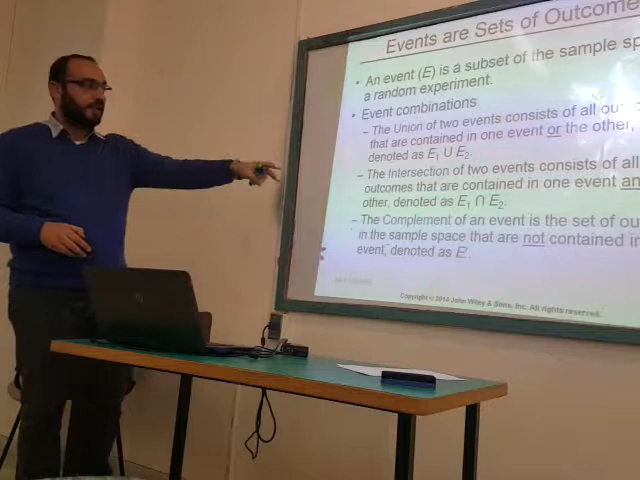 Events are Sets of Outcome
• An event (E) is a subset of the sample sp
a random experiment.
• Event combinations
– The Union of two events consists of all ou
that are contained in one event or the other,
denoted as E₁ ∪ E₂.
– The Intersection of two events consists of all
outcomes that are contained in one event an
other, denoted as E₁ ∩ E₂.
– The Complement of an event is the set of ou
in the sample space that are not contained in
event, denoted as E.
Copyright © 2014 John Wiley & Sons, Inc. All rights reserved.